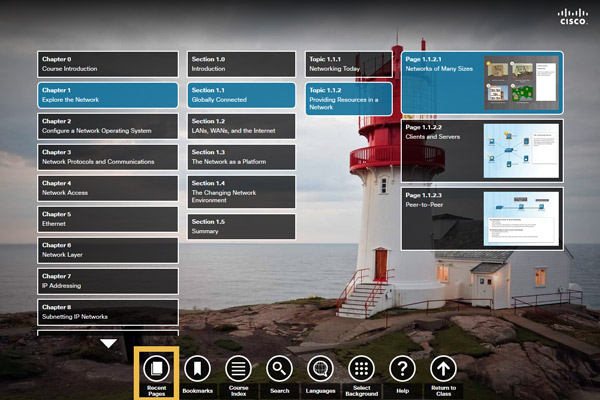 CISCO.
Chapter 0
Course Introduction
Chapter 1
Explore the Network
Chapter 2
Configure a Network Operating System
Chapter 3
Network Protocols and Communications
Chapter 4
Network Access
Chapter 5
Ethernet
Chapter 6
Network Layer
Chapter 7
IP Addressing
Chapter 8
Subnetting IP Networks
Section 1.0
Introduction
Section 1.1
Globally Connected
Section 1.2
LANs, WANs, and the Internet
Section 1.3
The Network as a Platform
Section 1.4
The Changing Network
Environment
Section 1.5
Summary
Topic 1.1.1
Networking Today
Topic 1.1.2
Providing Resources in a
Network
Page 1.1.2.1
Networks of Many Sizes
Page 1.1.2.2
Clients and Servers
Page 1.1.2.3
Peer-to-Peer
Recent
Pages
Bookmarks
Course
Index
Search
Languages
Select
Background
?
Help
Return to
Class